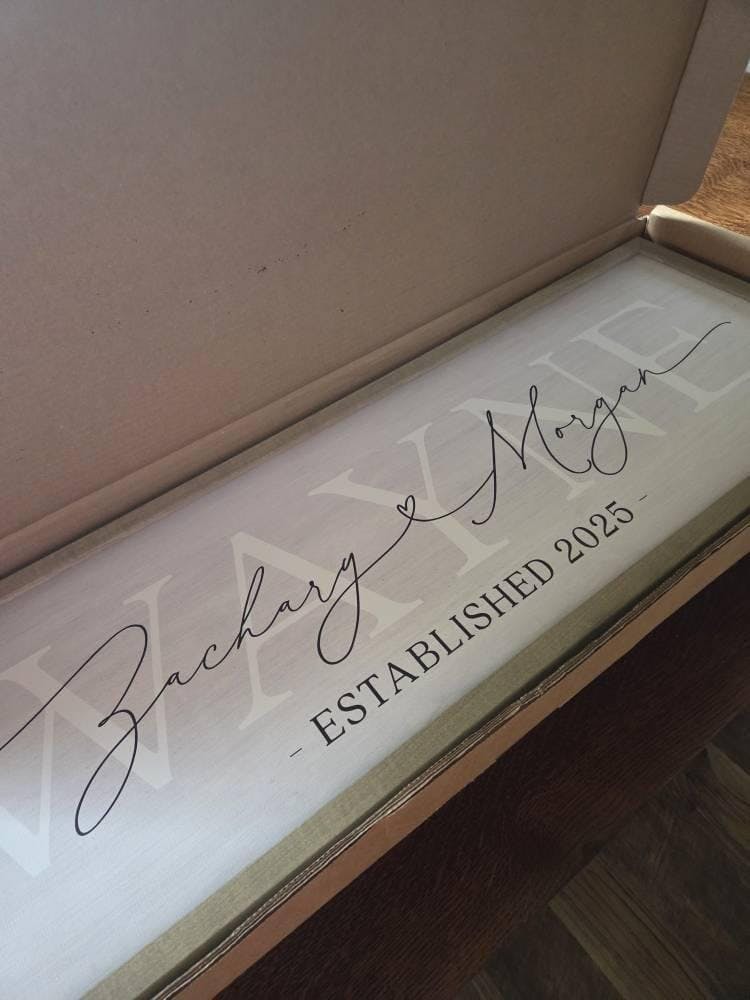 WAYNE
Zachary Morgan
- ESTABLISHED 2025 -